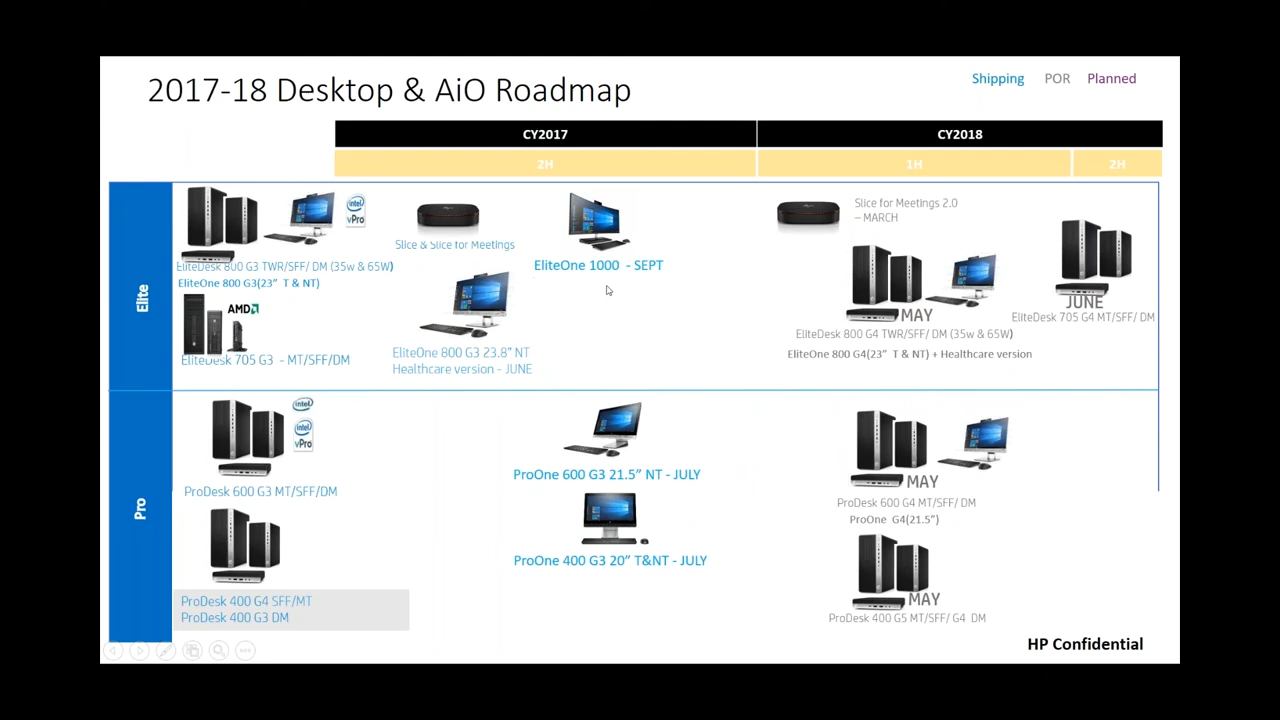 2017-18 Desktop & AiO Roadmap
Shipping POR Planned
CY2017 CY2018
2H 1H 2H
Elite
intel
vPro
EliteDesk 800 G3 TWR/SFF/ DM (35w & 65W)
EliteOne 800 G3(23” T & NT)
AMD
EliteDesk 705 G3 - MT/SFF/DM
Slice & Slice for Meetings
EliteOne 1000 - SEPT
EliteOne 800 G3 23.8" NT
Healthcare version - JUNE
Slice for Meetings 2.0
– MARCH
MAY
EliteDesk 800 G4 TWR/SFF/ DM (35w & 65W)
EliteOne 800 G4(23” T & NT) + Healthcare version
JUNE
EliteDesk 705 G4 MT/SFF/ DM
Pro
intel
intel
vPro
ProDesk 600 G3 MT/SFF/DM
ProDesk 400 G4 SFF/MT
ProDesk 400 G3 DM
ProOne 600 G3 21.5” NT - JULY
ProOne 400 G3 20” T&NT - JULY
MAY
ProDesk 600 G4 MT/SFF/ DM
ProOne G4(21.5”)
MAY
ProDesk 400 G5 MT/SFF/ G4 DM
HP Confidential